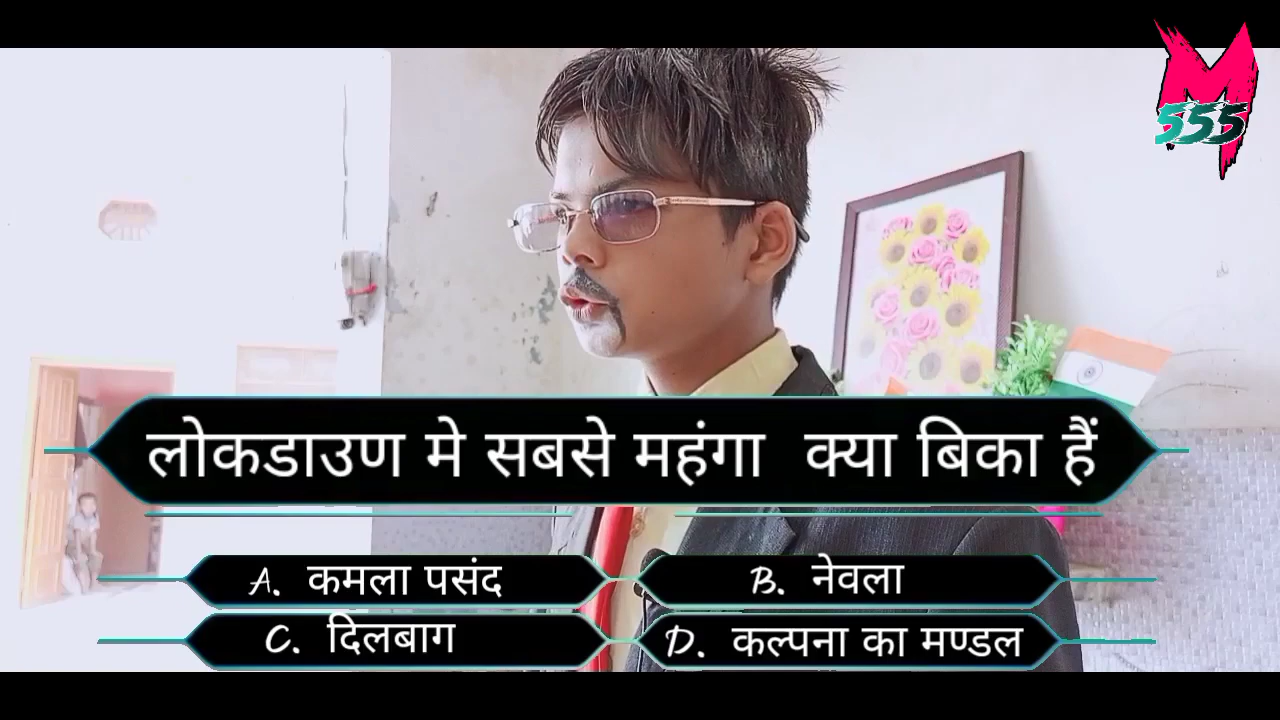 M
555
लोकडाउण मे सबसे महंगा क्या बिका हैं
A. कमला पसंद
B. नेवला
C. दिलबाग
D. कल्पना का मण्डल